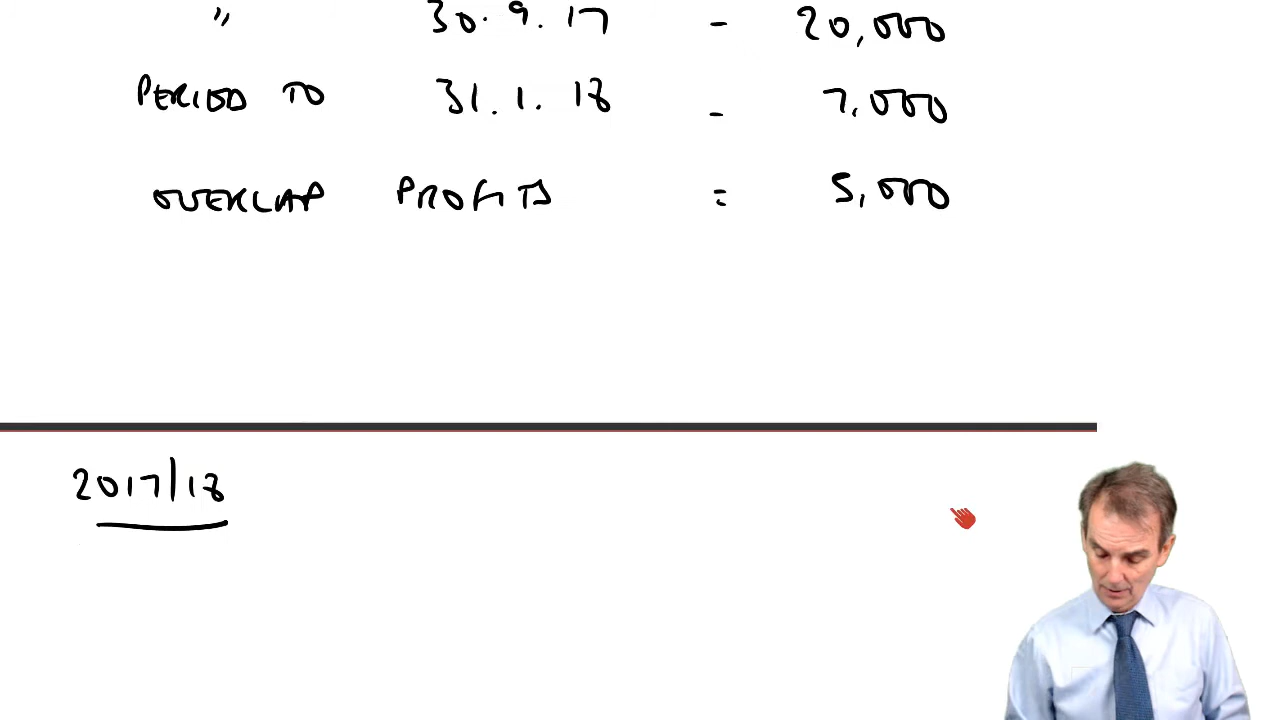 " 30.9.17 - 20,000
PERIOD TO 31.1.18 - 7,000
OVERLAP PROFITS = 5,000
2017/18